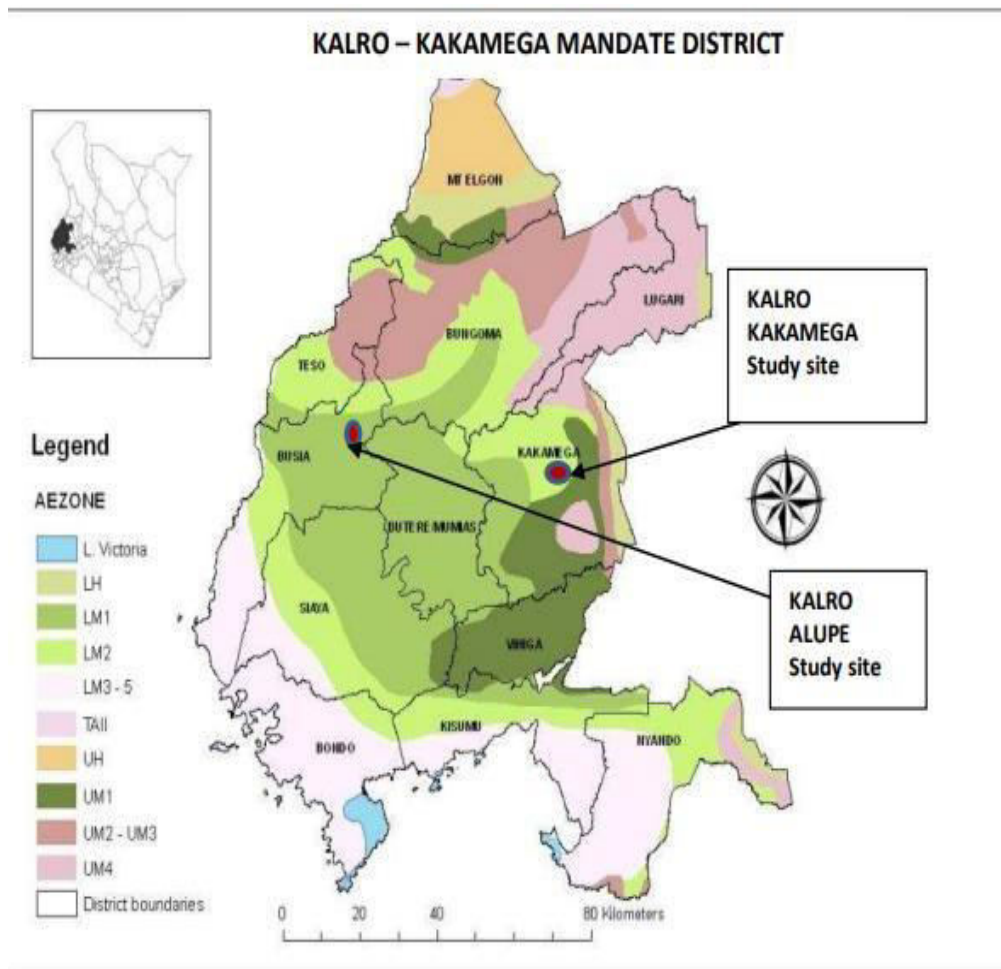 KALRO – KAKAMEGA MANDATE DISTRICT
MT ELGON
LUGARI
BUNGOMA
TESO
KALRO
KAKAMEGA
Study site
Legend
BUSIA
KAKAMEGA
AEZONE
BUTERE/MUMIAS
L. Victoria
LH
LM1
LM2
LM3 - 5
TAII
UH
UM1
UM2 - UM3
UM4
District boundaries
SIAYA
VIHIGA
KALRO
ALUPE
Study site
KISUMU
BONDO
NYANDO
0 20 40 80 Kilometers